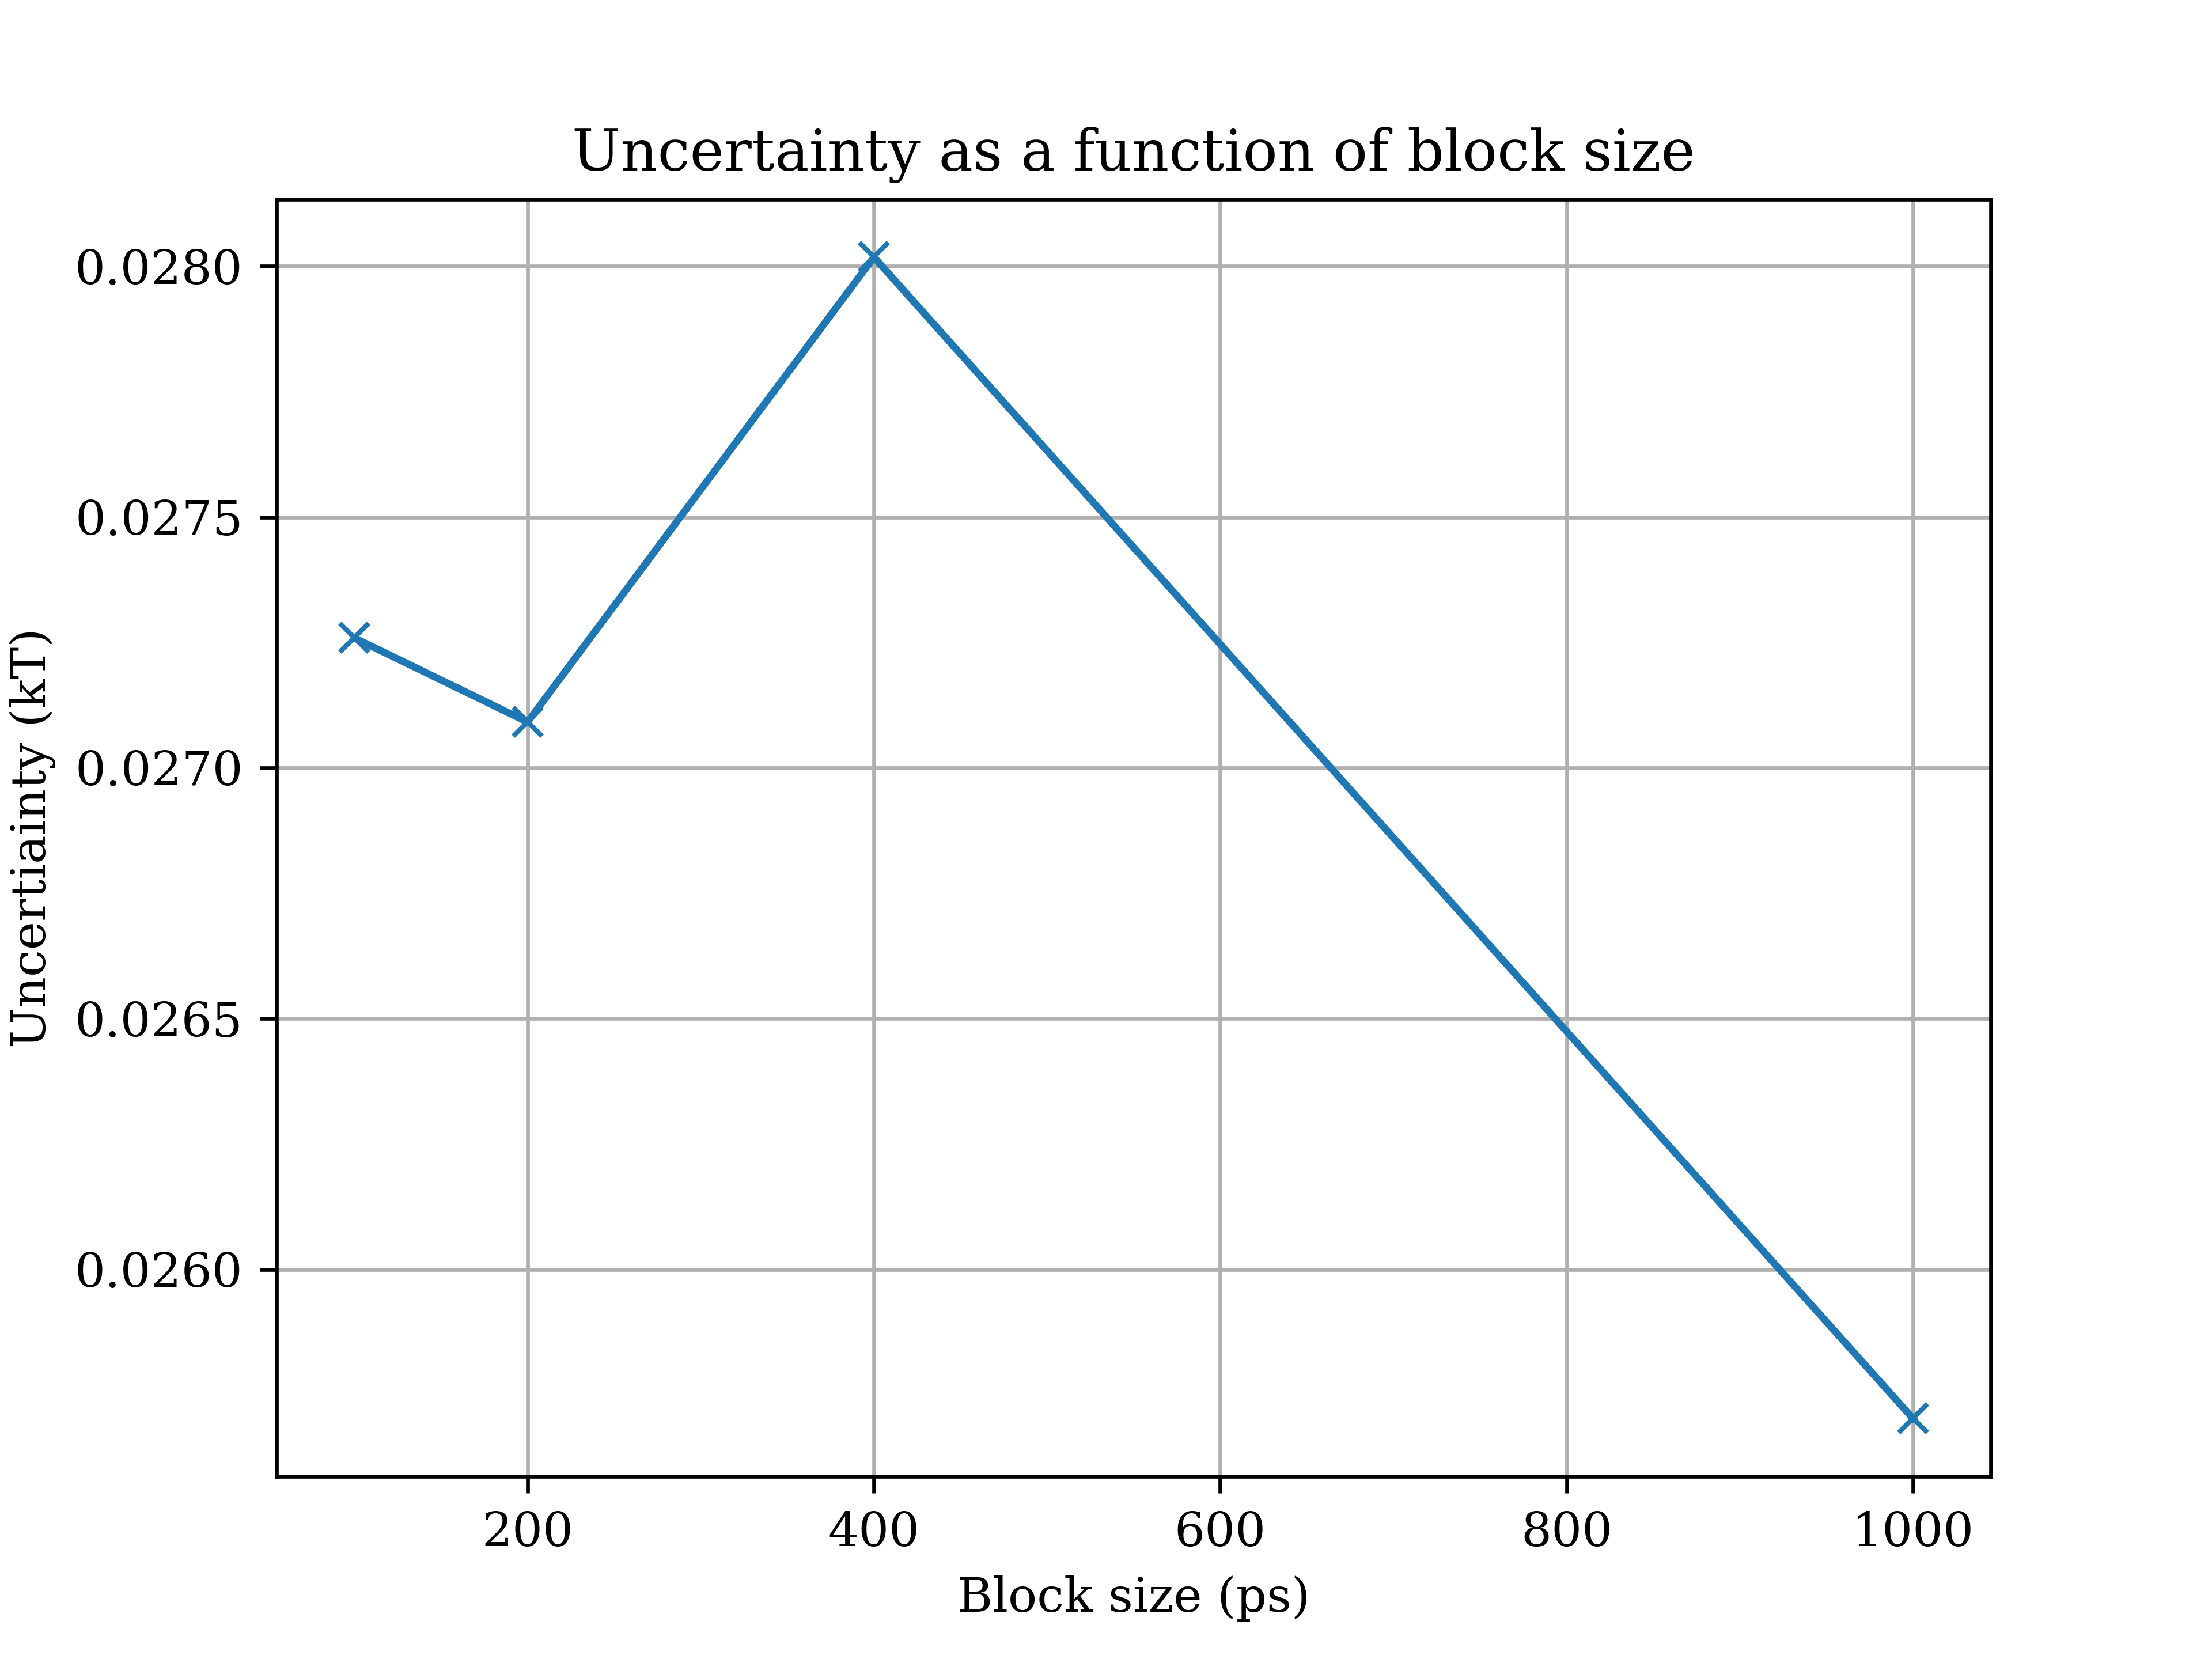 Uncertainty as a function of block size
0.0280
0.0275
0.0270
0.0265
0.0260
Uncertiainty (kT)
200 400 600 800 1000
Block size (ps)